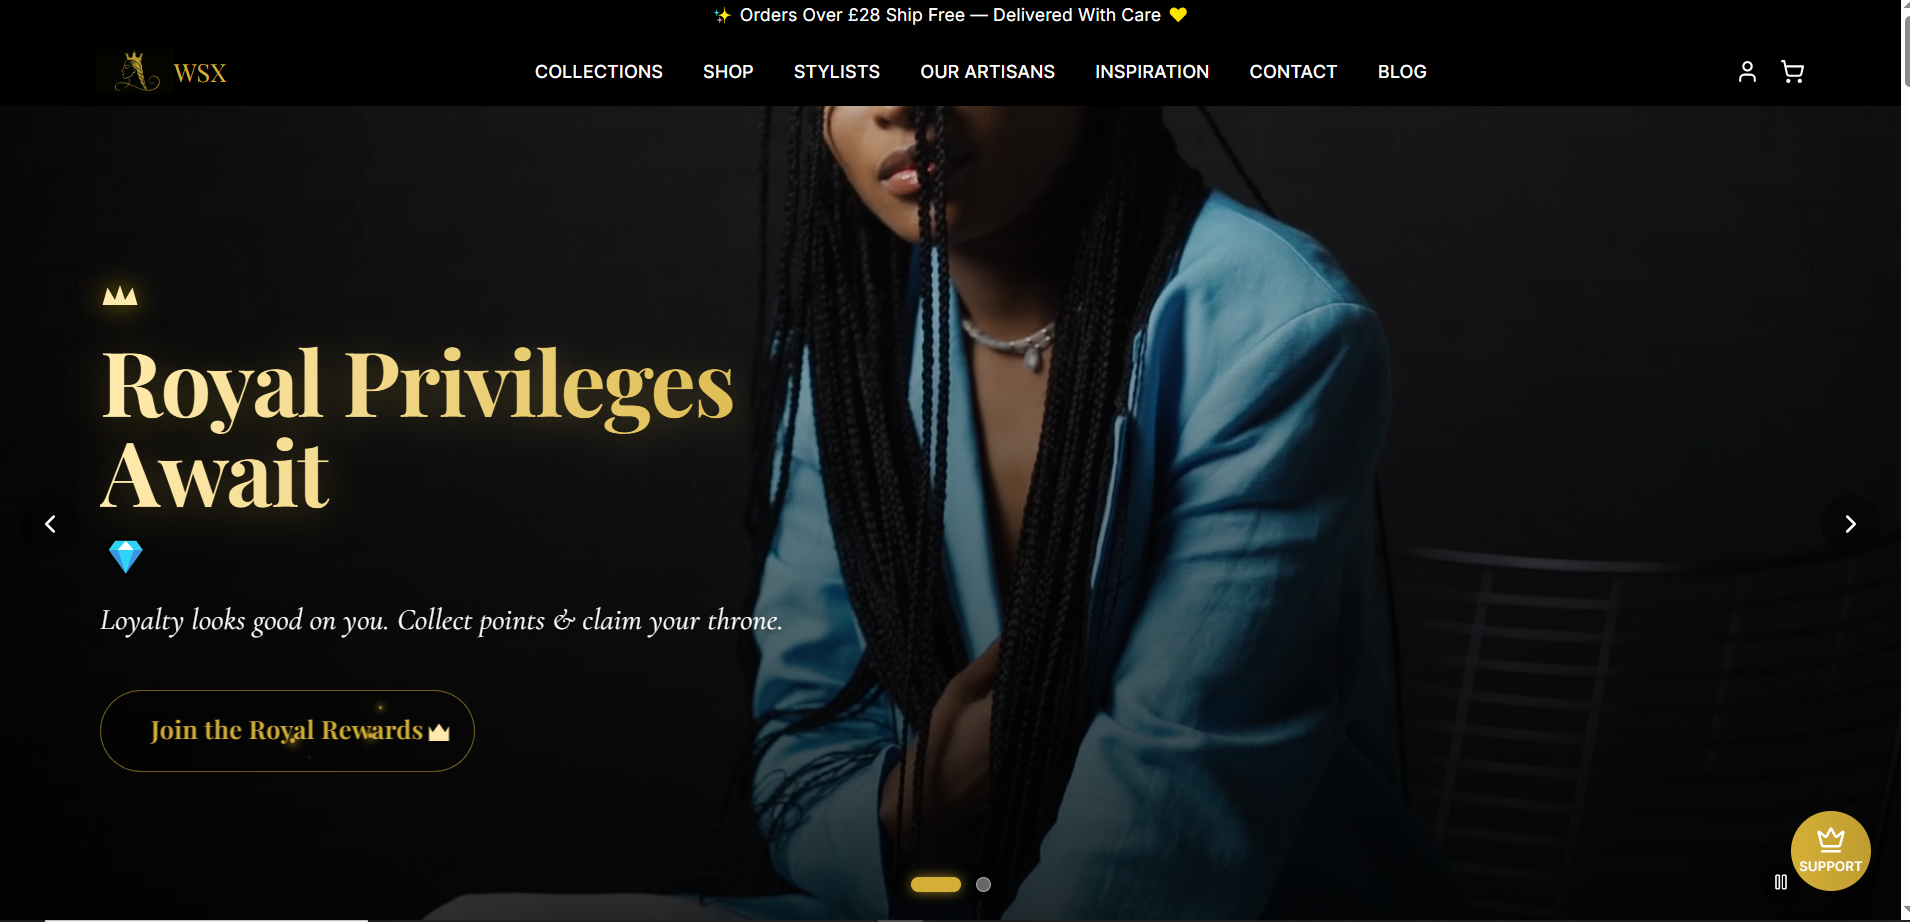 ✨ Orders Over £28 Ship Free — Delivered With Care 💛
WSX
COLLECTIONS SHOP STYLISTS OUR ARTISANS INSPIRATION CONTACT BLOG
Royal Privileges
Await
Loyalty looks good on you. Collect points & claim your throne.
Join the Royal Rewards
SUPPORT